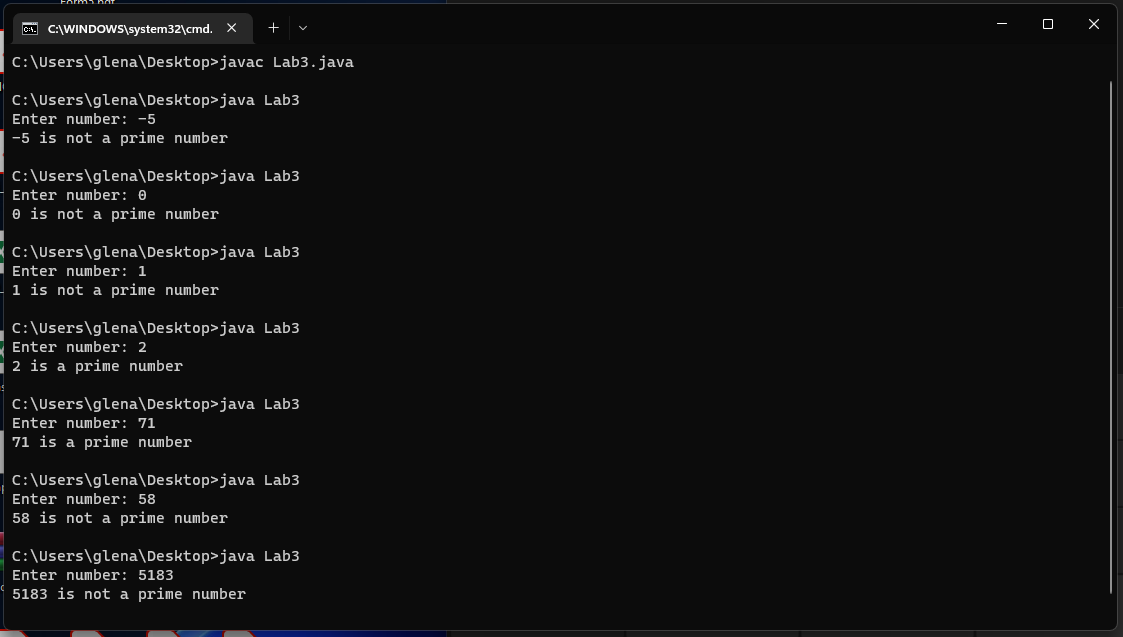 C:\WINDOWS\system32\cmd.
C:\Users\glena\Desktop>javac Lab3.java
C:\Users\glena\Desktop>java Lab3
Enter number: -5
-5 is not a prime number
C:\Users\glena\Desktop>java Lab3
Enter number: 0
0 is not a prime number
C:\Users\glena\Desktop>java Lab3
Enter number: 1
1 is not a prime number
C:\Users\glena\Desktop>java Lab3
Enter number: 2
2 is a prime number
C:\Users\glena\Desktop>java Lab3
Enter number: 71
71 is a prime number
C:\Users\glena\Desktop>java Lab3
Enter number: 58
58 is not a prime number
C:\Users\glena\Desktop>java Lab3
Enter number: 5183
5183 is not a prime number